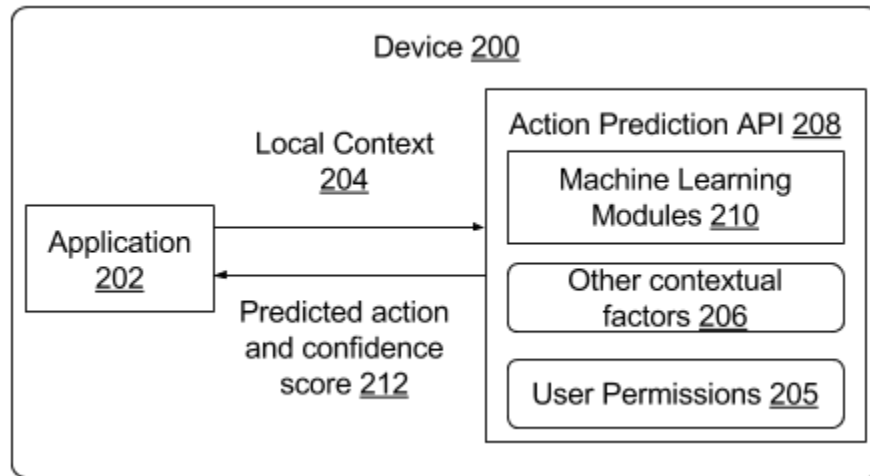 Device 200
Local Context
204
Application
202
Predicted action
and confidence
score 212
Action Prediction API 208
Machine Learning
Modules 210
Other contextual
factors 206
User Permissions 205